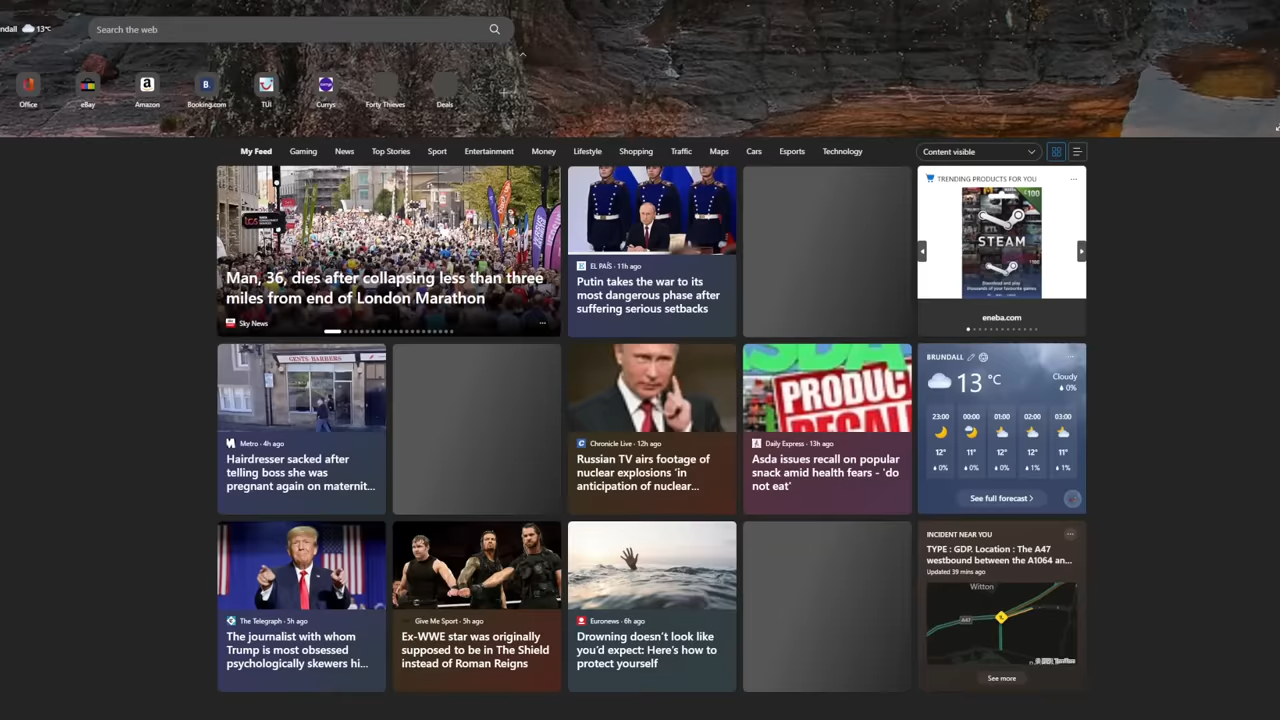 ndall 13°C
Search the web
Office
eBay
Amazon
Booking.com
TUI
Currys
Forty Thieves
Deals
My Feed
Gaming
News
Top Stories
Sport
Entertainment
Money
Lifestyle
Shopping
Traffic
Maps
Cars
Esports
Technology
Content visible
Man, 36, dies after collapsing less than three
miles from end of London Marathon
Sky News
EL PAÍS · 11h ago
Putin takes the war to its
most dangerous phase after
suffering serious setbacks
TRENDING PRODUCTS FOR YOU
£100
STEAM
eneba.com
GESTS BARBERS
Metro · 4h ago
Hairdresser sacked after
telling boss she was
pregnant again on maternit...
Chronicle Live · 12h ago
Russian TV airs footage of
nuclear explosions 'in
anticipation of nuclear...
PRODUC
RECALL
Daily Express · 13h ago
Asda issues recall on popular
snack amid health fears - 'do
not eat'
BRUNDALL
13 °C
Cloudy
0%
23:00 00:00 01:00 02:00 03:00
12° 11° 12° 12° 11°
0% 0% 0% 1% 1%
See full forecast
The Telegraph · 5h ago
The journalist with whom
Trump is most obsessed
psychologically skewers hi...
Give Me Sport · 5h ago
Ex-WWE star was originally
supposed to be in The Shield
instead of Roman Reigns
Euronews · 6h ago
Drowning doesn't look like
you'd expect: Here's how to
protect yourself
INCIDENT NEAR YOU
TYPE : GDP. Location : The A47
westbound between the A1064 an...
Updated 39 mins ago
Witton
A47
See more